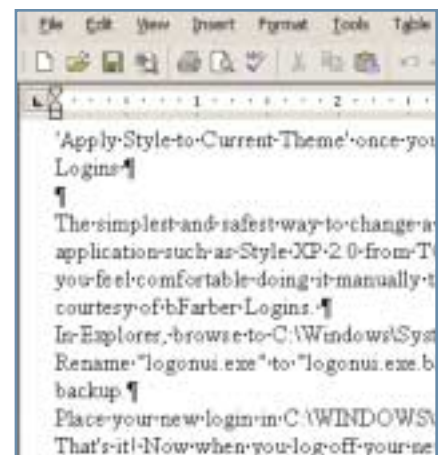 File Edit View Insert Format Tools Table
1 2
'Apply Style to Current Theme' once you
Logins ¶
¶
The simplest and safest way to change a
application such as Style XP 2.0 from T
you feel comfortable doing it manually t
courtesy of bFarber Logins. ¶
In Explorer, browse to C:\Windows\Syst
Rename "logonui.exe" to "logonui.exe.b
backup ¶
Place your new login in C:\WINDOWS\
That's it! Now when you log off your ne